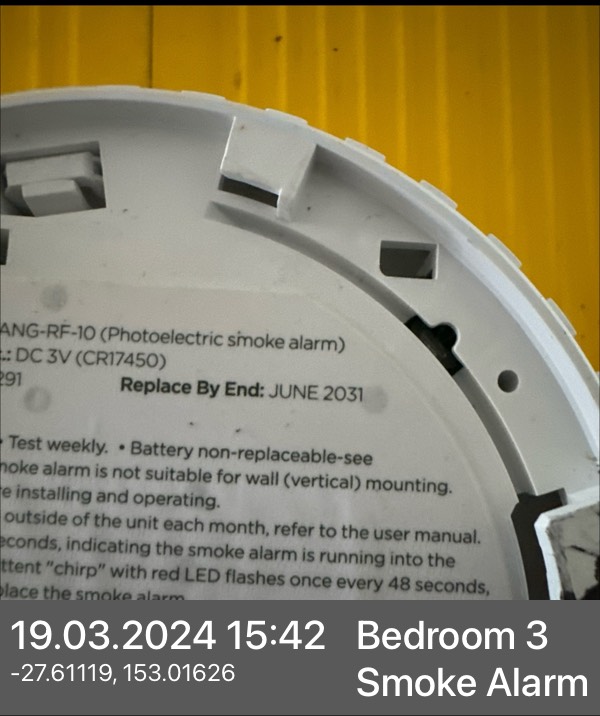 ANG-RF-10 (Photoelectric smoke alarm)
.: DC 3V (CR17450)
291
Replace By End: JUNE 2031
• Test weekly. • Battery non-replaceable-see
moke alarm is not suitable for wall (vertical) mounting.
e installing and operating.
outside of the unit each month, refer to the user manual.
econds, indicating the smoke alarm is running into the
ttent "chirp" with red LED flashes once every 48 seconds,
place the smoke alarm.
19.03.2024 15:42
-27.61119, 153.01626
Bedroom 3
Smoke Alarm